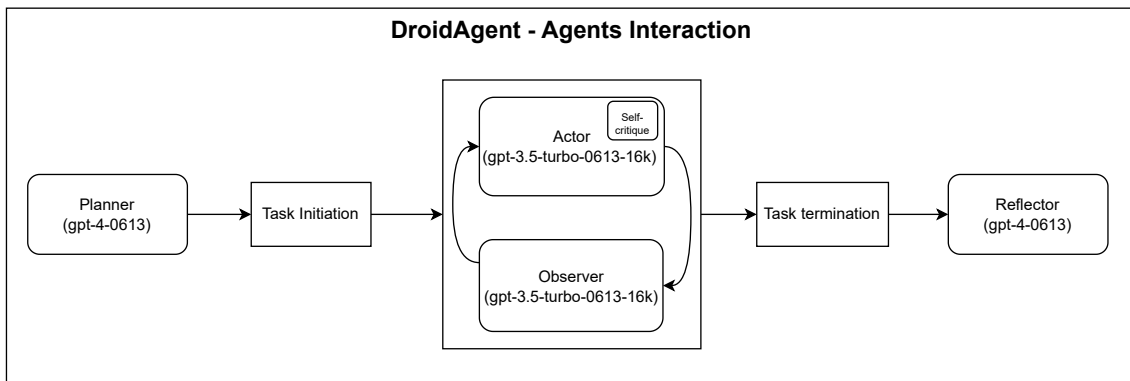 DroidAgent - Agents Interaction
Planner
(gpt-4-0613)
Task Initiation
Self-
critique
Actor
(gpt-3.5-turbo-0613-16k)
Observer
(gpt-3.5-turbo-0613-16k)
Task termination
Reflector
(gpt-4-0613)